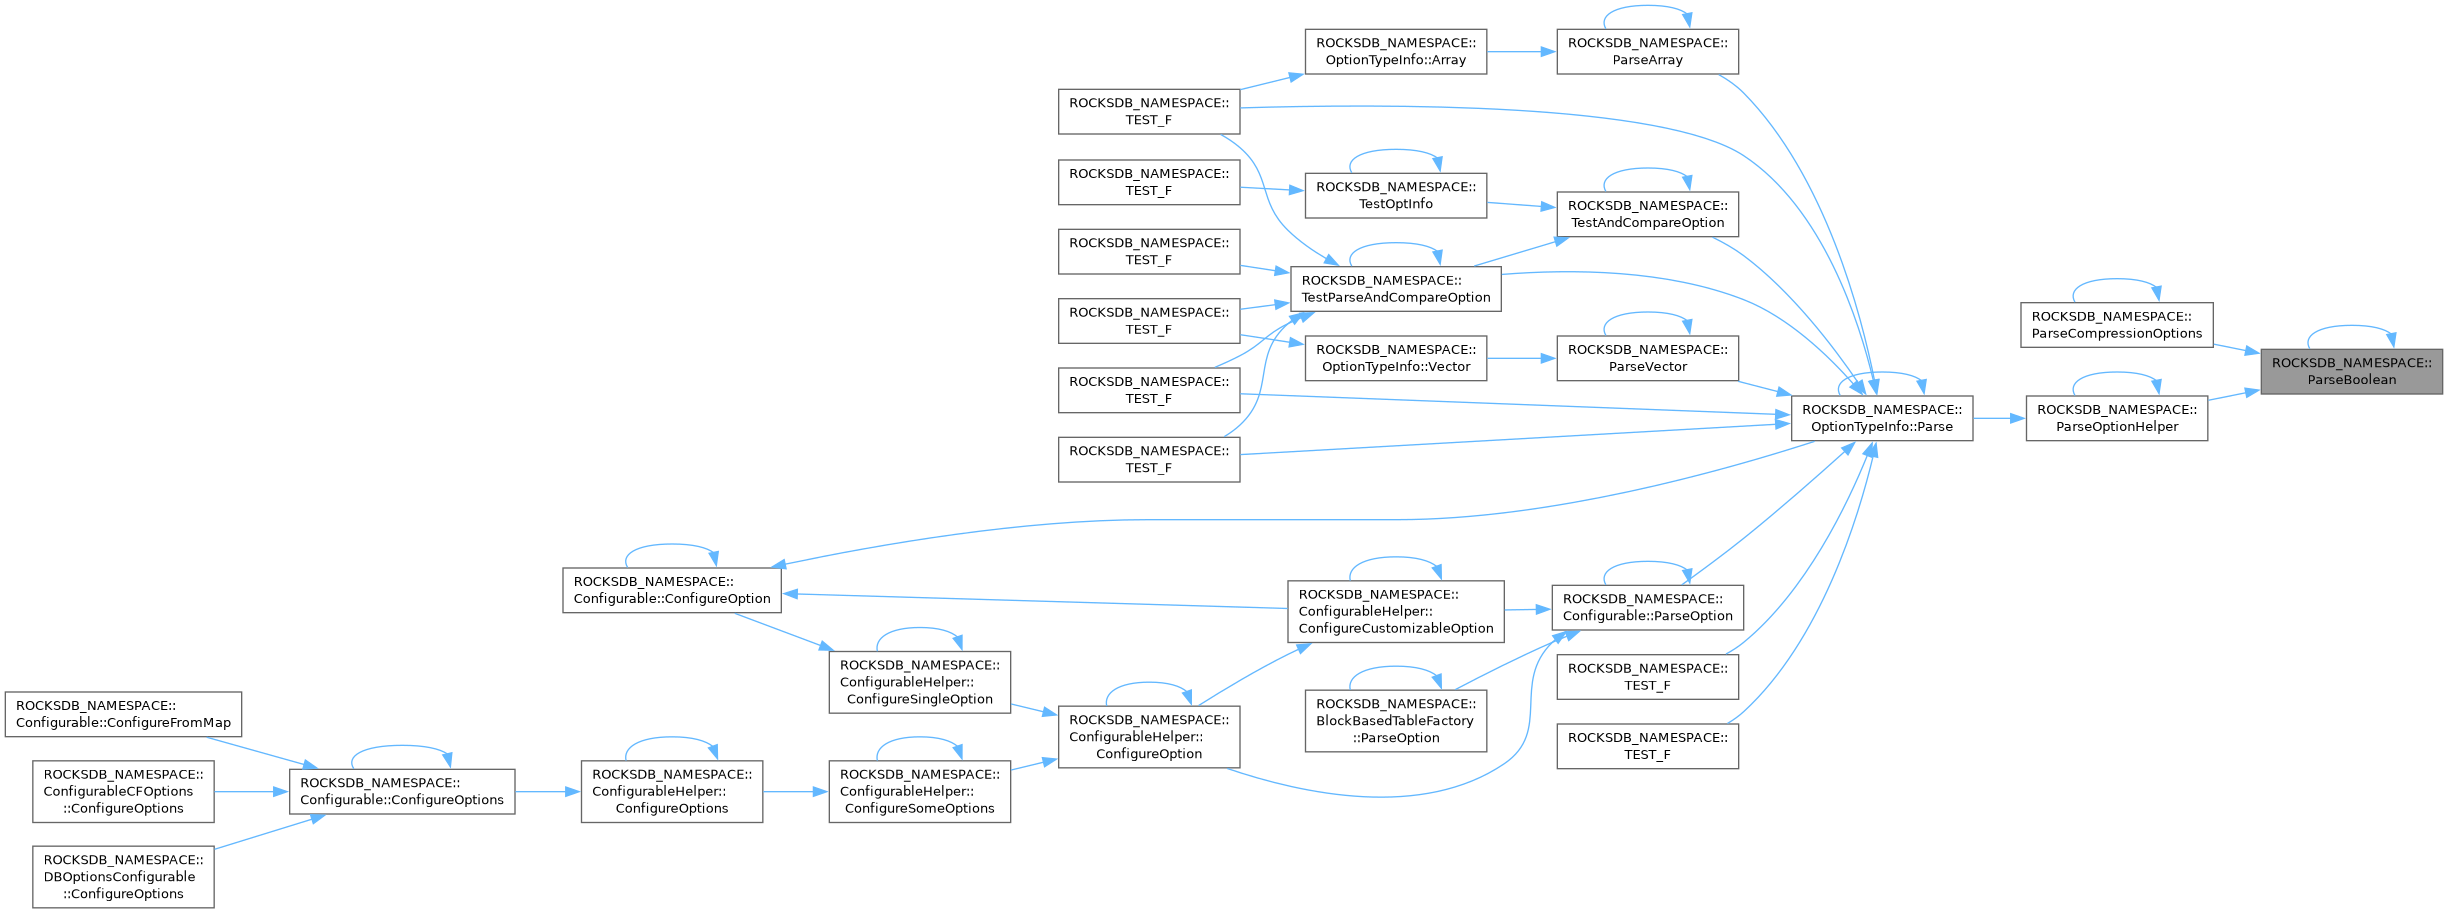 ROCKSDB_NAMESPACE::
OptionTypeInfo::Array
ROCKSDB_NAMESPACE::
ParseArray
ROCKSDB_NAMESPACE::
TEST_F
ROCKSDB_NAMESPACE::
TEST_F
ROCKSDB_NAMESPACE::
TestOptInfo
ROCKSDB_NAMESPACE::
TestAndCompareOption
ROCKSDB_NAMESPACE::
TEST_F
ROCKSDB_NAMESPACE::
TestParseAndCompareOption
ROCKSDB_NAMESPACE::
TEST_F
ROCKSDB_NAMESPACE::
ParseCompressionOptions
ROCKSDB_NAMESPACE::
OptionTypeInfo::Vector
ROCKSDB_NAMESPACE::
ParseVector
ROCKSDB_NAMESPACE::
ParseBoolean
ROCKSDB_NAMESPACE::
TEST_F
ROCKSDB_NAMESPACE::
OptionTypeInfo::Parse
ROCKSDB_NAMESPACE::
ParseOptionHelper
ROCKSDB_NAMESPACE::
TEST_F
ROCKSDB_NAMESPACE::
Configurable::ConfigureOption
ROCKSDB_NAMESPACE::
ConfigurableHelper::
ConfigureCustomizableOption
ROCKSDB_NAMESPACE::
Configurable::ParseOption
ROCKSDB_NAMESPACE::
ConfigurableHelper::
ConfigureSingleOption
ROCKSDB_NAMESPACE::
TEST_F
ROCKSDB_NAMESPACE::
Configurable::ConfigureFromMap
ROCKSDB_NAMESPACE::
ConfigurableHelper::
ConfigureOption
ROCKSDB_NAMESPACE::
BlockBasedTableFactory
::ParseOption
ROCKSDB_NAMESPACE::
TEST_F
ROCKSDB_NAMESPACE::
ConfigurableCFOptions
::ConfigureOptions
ROCKSDB_NAMESPACE::
Configurable::ConfigureOptions
ROCKSDB_NAMESPACE::
ConfigurableHelper::
ConfigureOptions
ROCKSDB_NAMESPACE::
ConfigurableHelper::
ConfigureSomeOptions
ROCKSDB_NAMESPACE::
DBOptionsConfigurable
::ConfigureOptions